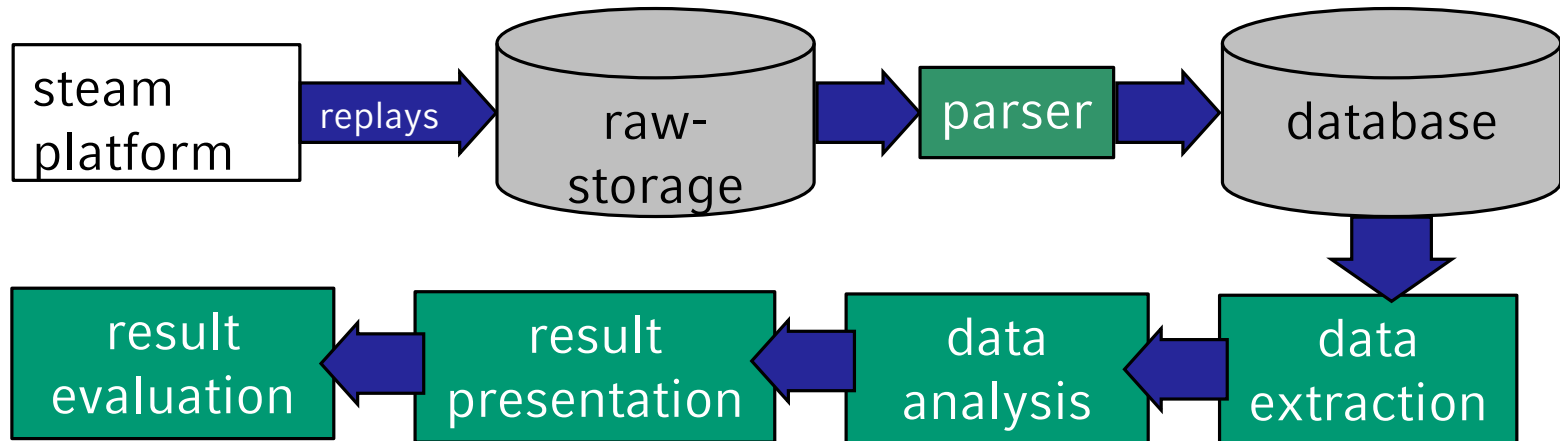 steam
platform
replays
raw-
storage
parser
database
data
extraction
data
analysis
result
presentation
result
evaluation